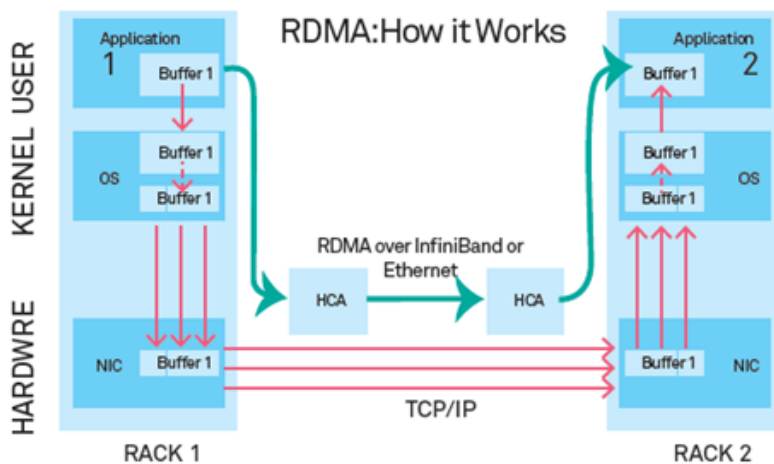 RDMA:How it Works
USER
KERNEL
HARDWRE
Application
1
Buffer 1
OS
Buffer 1
Buffer 1
NIC
Buffer 1
RACK 1
RDMA over InfiniBand or
Ethernet
HCA
HCA
TCP/IP
Application
2
Buffer 1
Buffer 1
OS
Buffer 1
Buffer 1
NIC
RACK 2